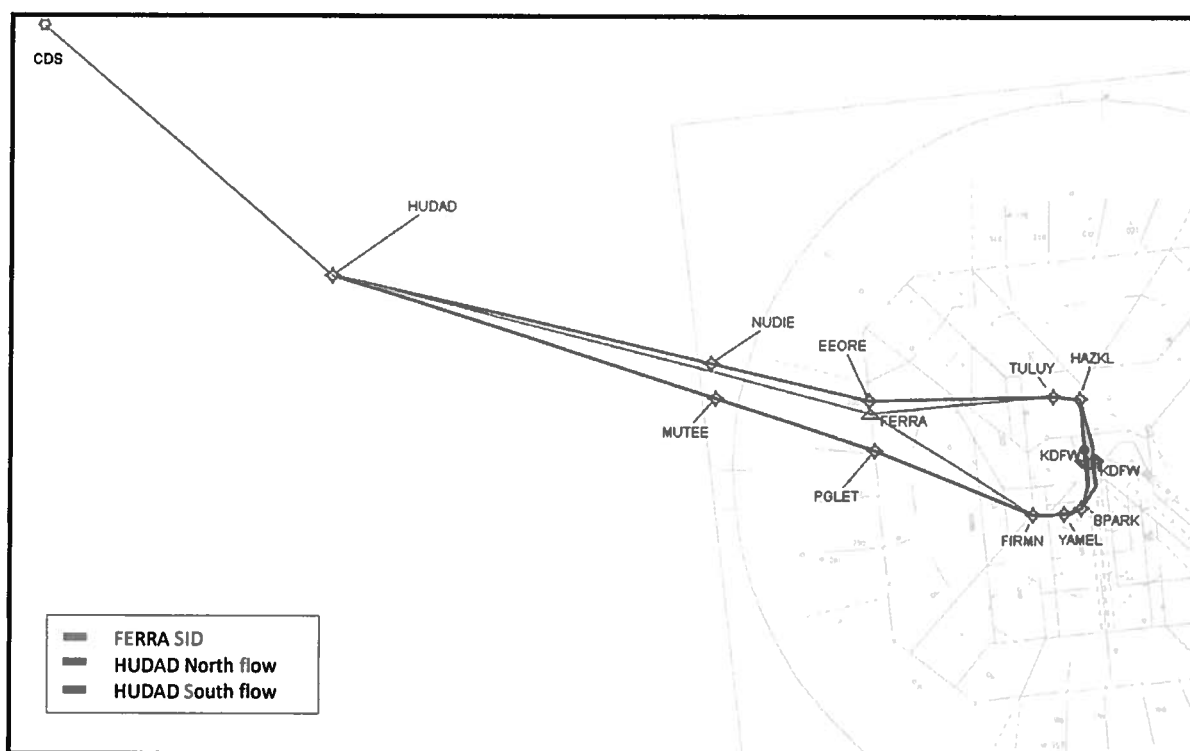 CDS
HUDAD
NUDIE
EEORE
TULUY
HAZKL
MUTEE
FERRA
KDFW
KDFW
PGLET
BPARK
FIRMN
YAMEL
FERRA SID
HUDAD North flow
HUDAD South flow